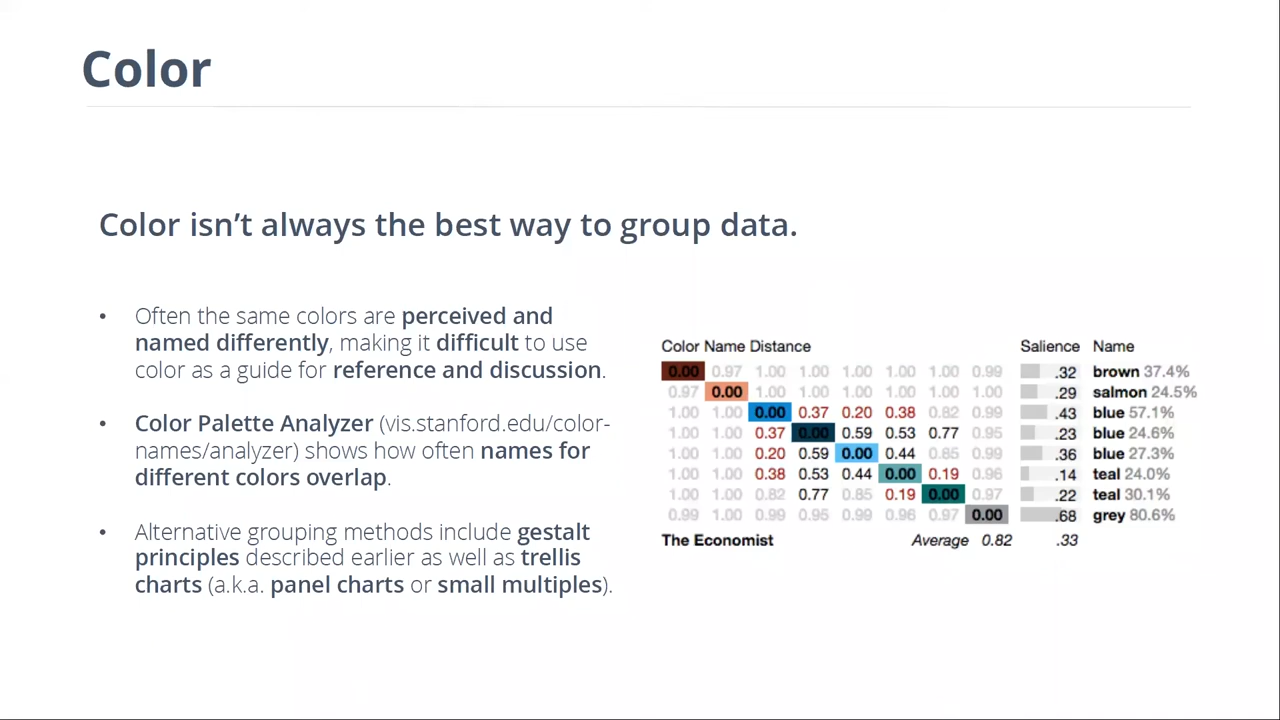 Color
Color isn’t always the best way to group data.
• Often the same colors are perceived and
named differently, making it difficult to use
color as a guide for reference and discussion.
• Color Palette Analyzer (vis.stanford.edu/color-
names/analyzer) shows how often names for
different colors overlap.
• Alternative grouping methods include gestalt
principles described earlier as well as trellis
charts (a.k.a. panel charts or small multiples).
Color Name Distance Salience Name
0.00 0.97 1.00 1.00 1.00 1.00 1.00 0.99 .32 brown 37.4%
0.97 0.00 1.00 1.00 1.00 1.00 1.00 1.00 .29 salmon 24.5%
1.00 1.00 0.00 0.37 0.20 0.38 0.82 0.99 .43 blue 57.1%
1.00 1.00 0.37 0.00 0.59 0.53 0.77 0.95 .23 blue 24.6%
1.00 1.00 0.20 0.59 0.00 0.44 0.85 0.99 .36 blue 27.3%
1.00 1.00 0.38 0.53 0.44 0.00 0.19 0.96 .14 teal 24.0%
1.00 1.00 0.82 0.77 0.85 0.19 0.00 0.97 .22 teal 30.1%
0.99 1.00 0.99 0.95 0.99 0.96 0.97 0.00 .68 grey 80.6%
The Economist Average 0.82 .33